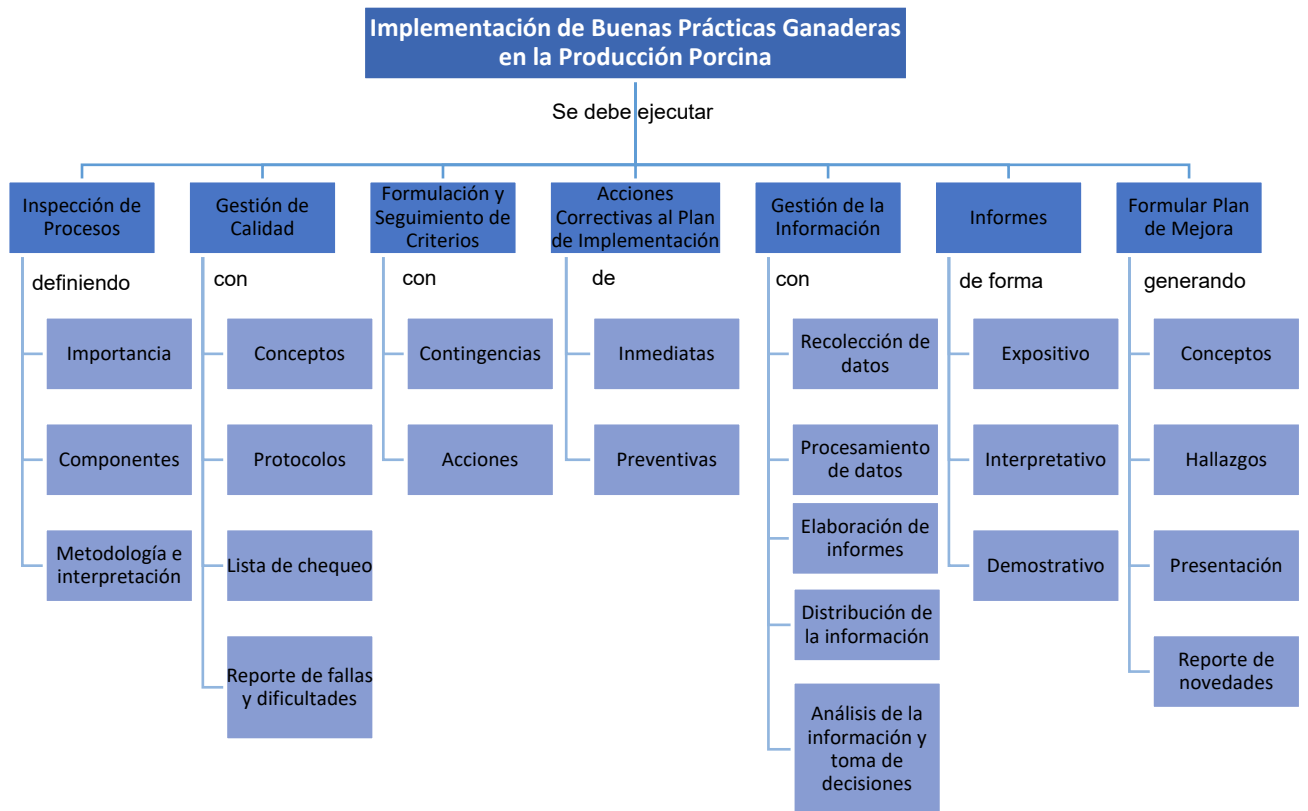 Implementación de Buenas Prácticas Ganaderas
en la Producción Porcina
Se debe ejecutar
Inspección de
Procesos
definiendo
Importancia
Componentes
Metodología e
interpretación
Gestión de
Calidad
con
Conceptos
Protocolos
Lista de chequeo
Reporte de fallas
y dificultades
Formulación y
Seguimiento de
Criterios
con
Contingencias
Acciones
Acciones
Correctivas al Plan
de Implementación
de
Inmediatas
Preventivas
Gestión de la
Información
con
Recolección de
datos
Procesamiento
de datos
Elaboración de
informes
Distribución de
la información
Análisis de la
información y
toma de
decisiones
Informes
de forma
Expositivo
Interpretativo
Demostrativo
Formular Plan
de Mejora
generando
Conceptos
Hallazgos
Presentación
Reporte de
novedades